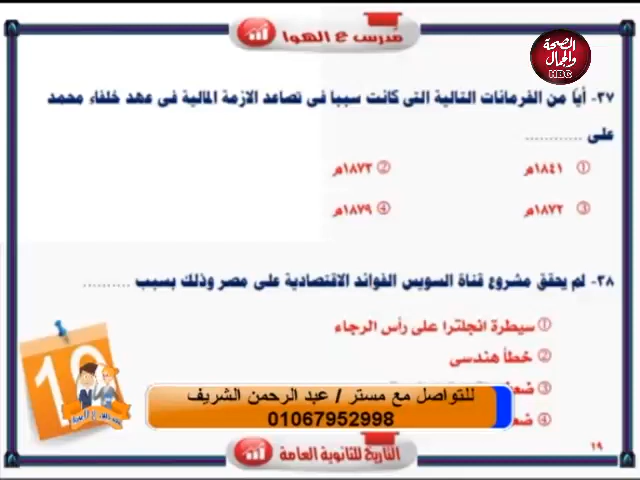 مدرس ع الهوا
الصحة
والجمال
HBC
٣٧- أيًا من الفرمانات التالية التى كانت سببا فى تصاعد الازمة المالية فى عهد خلفاء محمد
على ............
① ١٨٤١م
② ١٨٧٣م
③ ١٨٧٢م
④ ١٨٧٩م
٣٨- لم يحقق مشروع قناة السويس الفوائد الاقتصادية على مصر وذلك بسبب .........
① سيطرة انجلترا على رأس الرجاء
② خطأ هندسى
③
④
للتواصل مع مستر / عبد الرحمن الشريف
01067952998
١٩
التاريخ للثانوية العامة